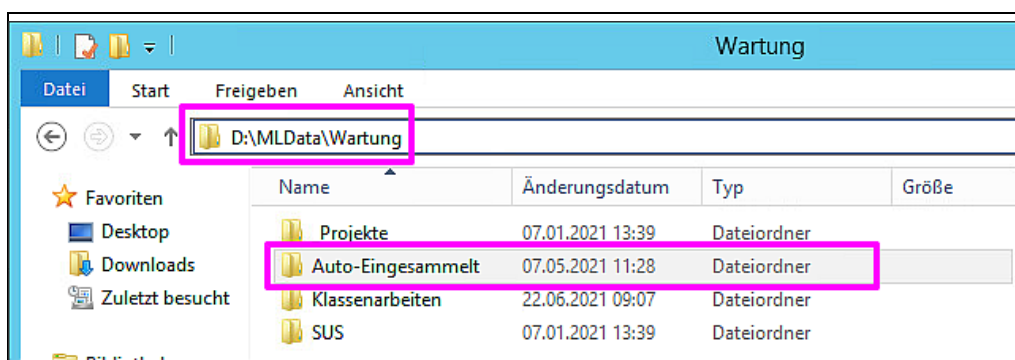 Wartung
Datei Start Freigeben Ansicht
D:\MLData\Wartung
Name Änderungsdatum Typ Größe
Favoriten
Desktop
Downloads
Zuletzt besucht
Projekte 07.01.2021 13:39 Dateiordner
Auto-Eingesammelt 07.05.2021 11:28 Dateiordner
Klassenarbeiten 22.06.2021 09:07 Dateiordner
SUS 07.01.2021 13:39 Dateiordner